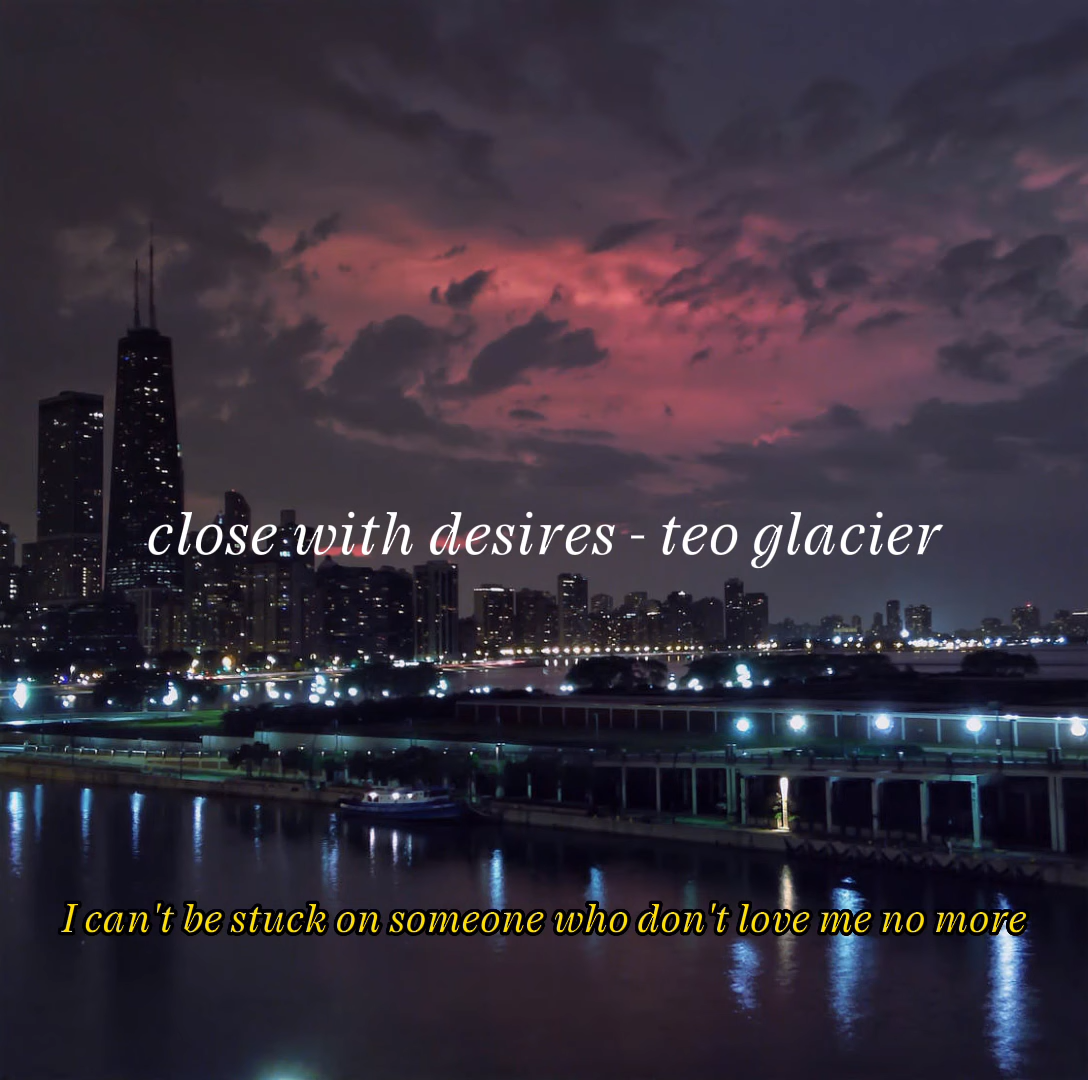 close with desires - teo glacier
I can't be stuck on someone who don't love me no more